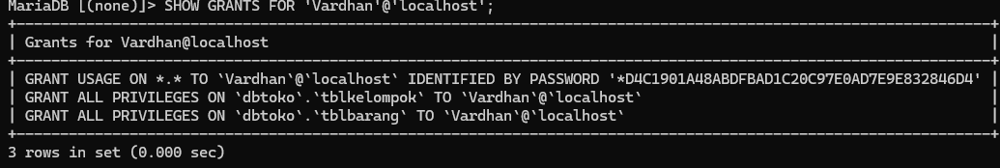 MariaDB [(none)]> SHOW GRANTS FOR 'Vardhan'@'localhost';
| Grants for Vardhan@localhost |
| GRANT USAGE ON *.* TO `Vardhan`@`localhost` IDENTIFIED BY PASSWORD '*D4C1901A48ABDFBAD1C20C97E0AD7E9E832846D4' |
| GRANT ALL PRIVILEGES ON `dbtoko`.`tblkelompok` TO `Vardhan`@`localhost` |
| GRANT ALL PRIVILEGES ON `dbtoko`.`tblbarang` TO `Vardhan`@`localhost` |
3 rows in set (0.000 sec)